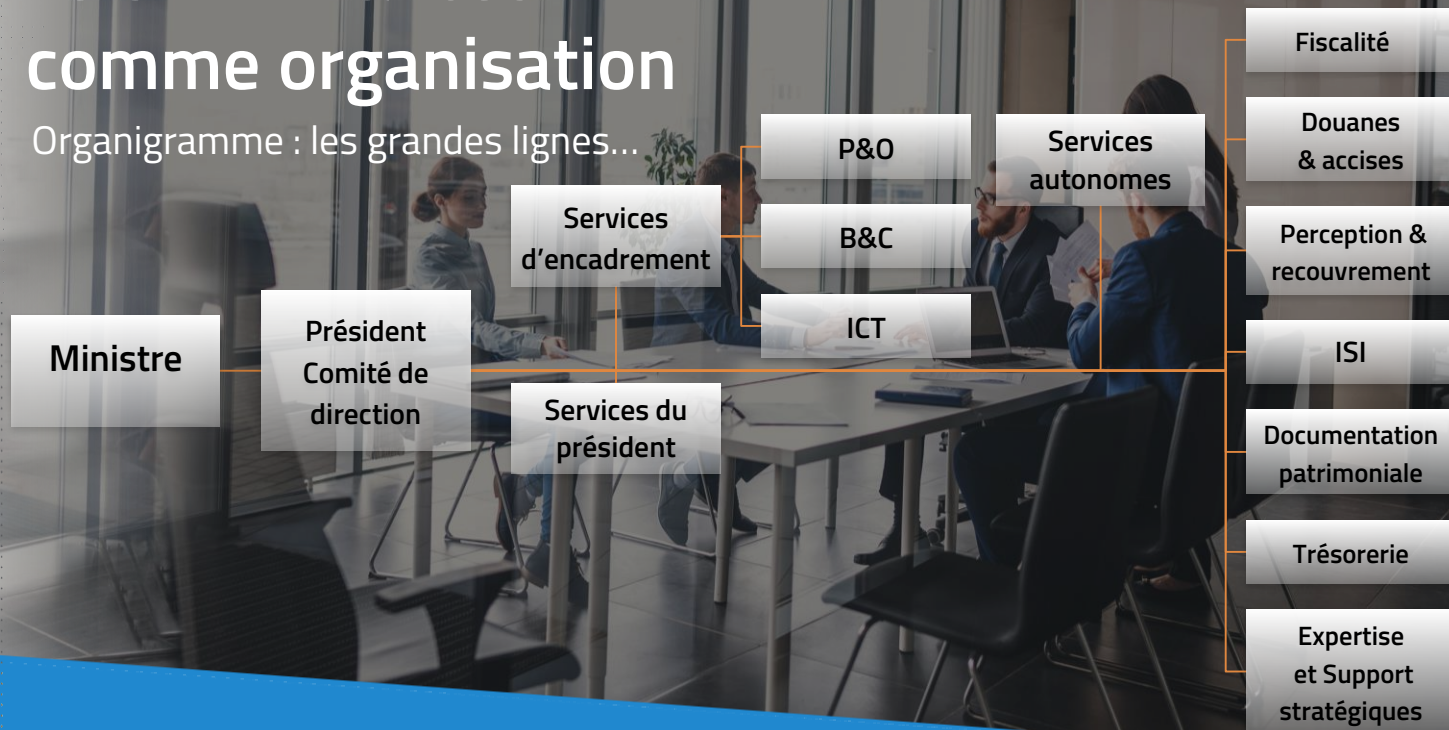 comme organisation
Organigramme : les grandes lignes...
Ministre
Président
Comité de
direction
Services
d’encadrement
Services du
président
P&O
B&C
ICT
Services
autonomes
Fiscalité
Douanes
& accises
Perception &
recouvrement
ISI
Documentation
patrimoniale
Trésorerie
Expertise
et Support
stratégiques